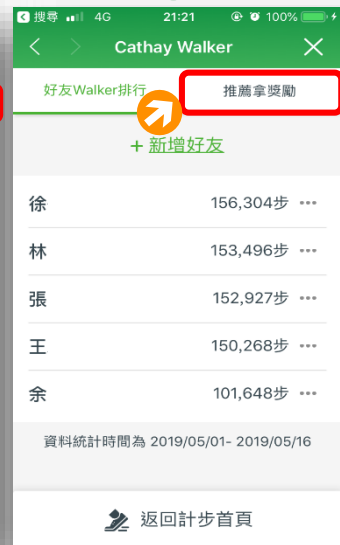 搜尋 4G 21:21 100%
Cathay Walker
好友Walker排行 推薦拿獎勵
+ 新增好友
徐 156,304步 •••
林 153,496步 •••
張 152,927步 •••
王 150,268步 •••
余 101,648步 •••
資料統計時間為 2019/05/01- 2019/05/16
返回計步首頁